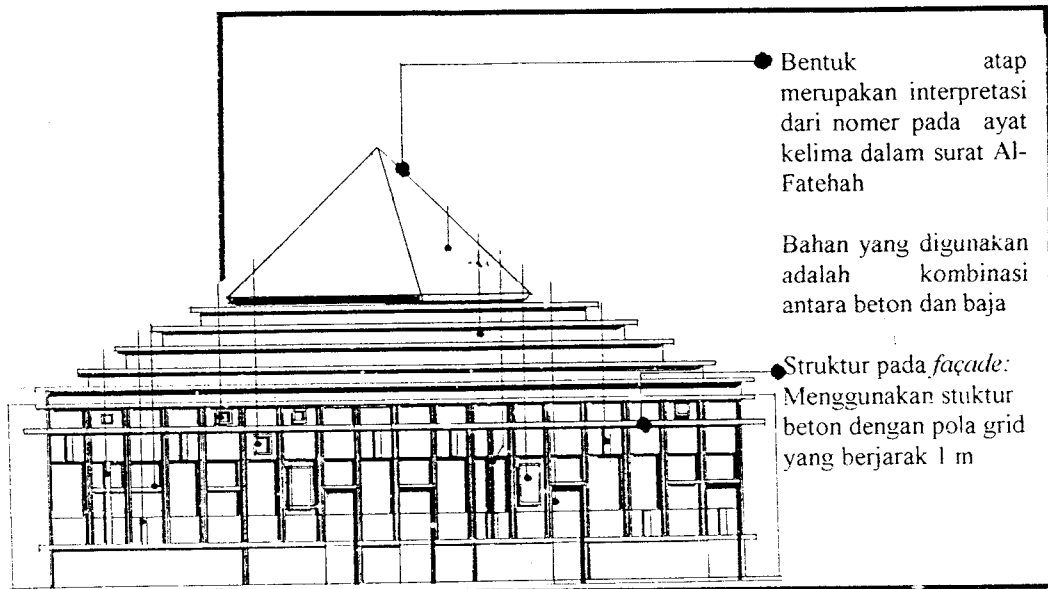 Bentuk atap
merupakan interpretasi
dari nomer pada ayat
kelima dalam surat Al-
Fatehah
Bahan yang digunakan
adalah kombinasi
antara beton dan baja
Struktur pada façade:
Menggunakan stuktur
beton dengan pola grid
yang berjarak 1 m